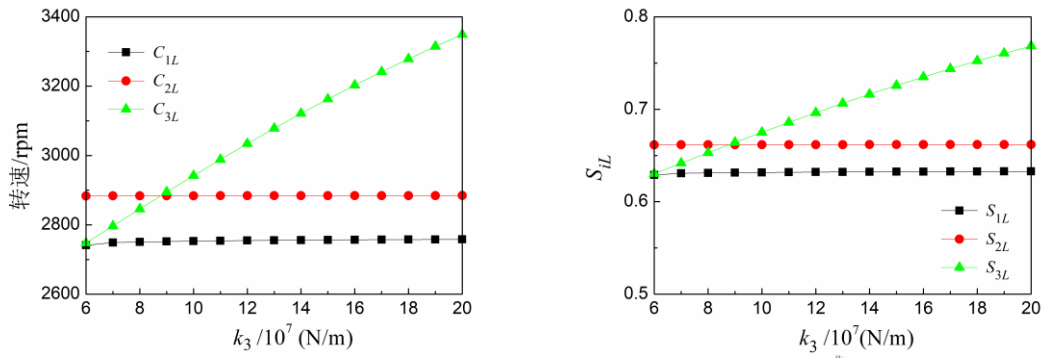 3400
3200
3000
2800
2600
转速/rpm
C1L
C2L
C3L
6 8 10 12 14 16 18 20
k3 /10^7 (N/m)
0.8
0.7
0.6
0.5
SiL
S1L
S2L
S3L
6 8 10 12 14 16 18 20
k3 /10^7(N/m)